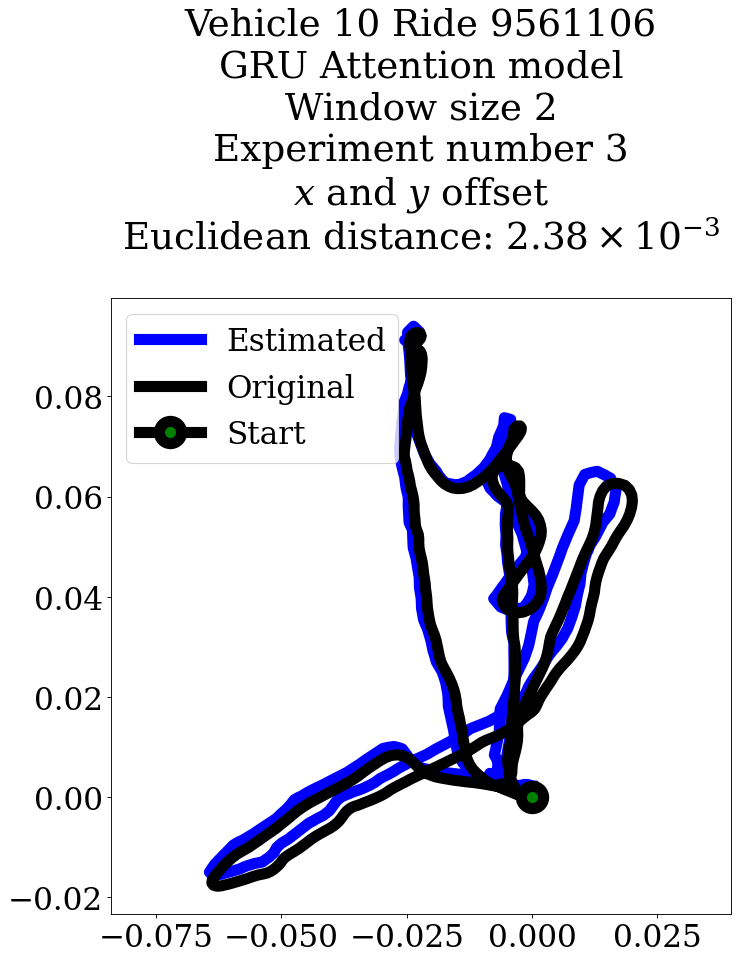 Vehicle 10 Ride 9561106
GRU Attention model
Window size 2
Experiment number 3
x and y offset
Euclidean distance: 2.38 × 10⁻³
Estimated
Original
Start
0.08
0.06
0.04
0.02
0.00
−0.02
−0.075 −0.050 −0.025 0.000 0.025